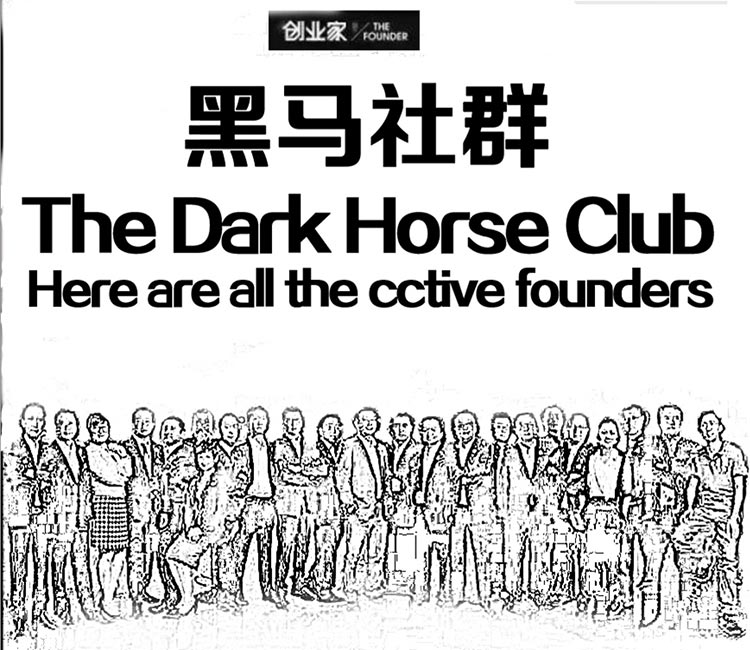 创业家 THE FOUNDER
黑马社群
The Dark Horse Club
Here are all the cctive founders